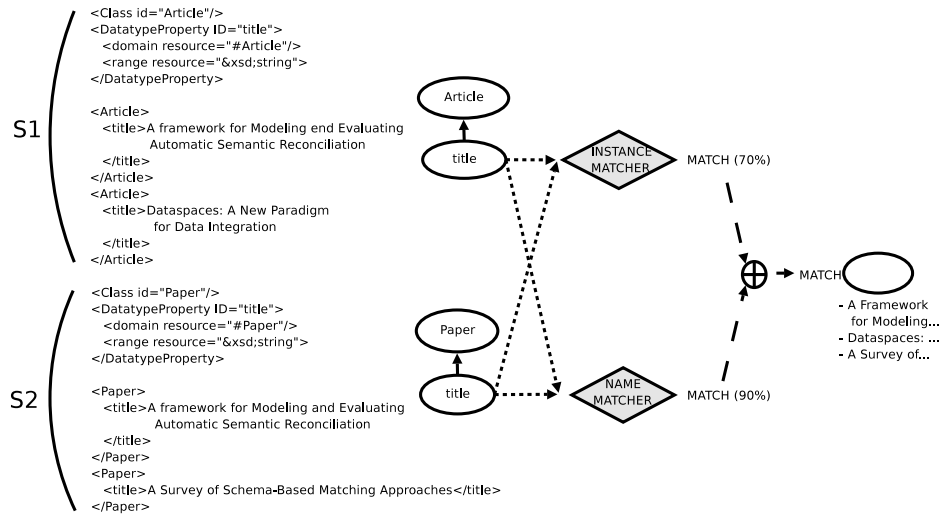 <Class id="Article"/>
<DatatypeProperty ID="title">
<domain resource="#Article"/>
<range resource="&xsd;string">
</DatatypeProperty>
S1
<Article>
<title>A framework for Modeling end Evaluating
Automatic Semantic Reconciliation
</title>
</Article>
<Article>
<title>Dataspaces: A New Paradigm
for Data Integration
</title>
</Article>
<Class id="Paper"/>
<DatatypeProperty ID="title">
<domain resource="#Paper"/>
<range resource="&xsd;string">
</DatatypeProperty>
S2
<Paper>
<title>A framework for Modeling and Evaluating
Automatic Semantic Reconciliation
</title>
</Paper>
<Paper>
<title>A Survey of Schema-Based Matching Approaches</title>
</Paper>
Article
title
Paper
title
INSTANCE
MATCHER
MATCH (70%)
NAME
MATCHER
MATCH (90%)
MATCH
- A Framework
for Modeling...
- Dataspaces: ...
- A Survey of...